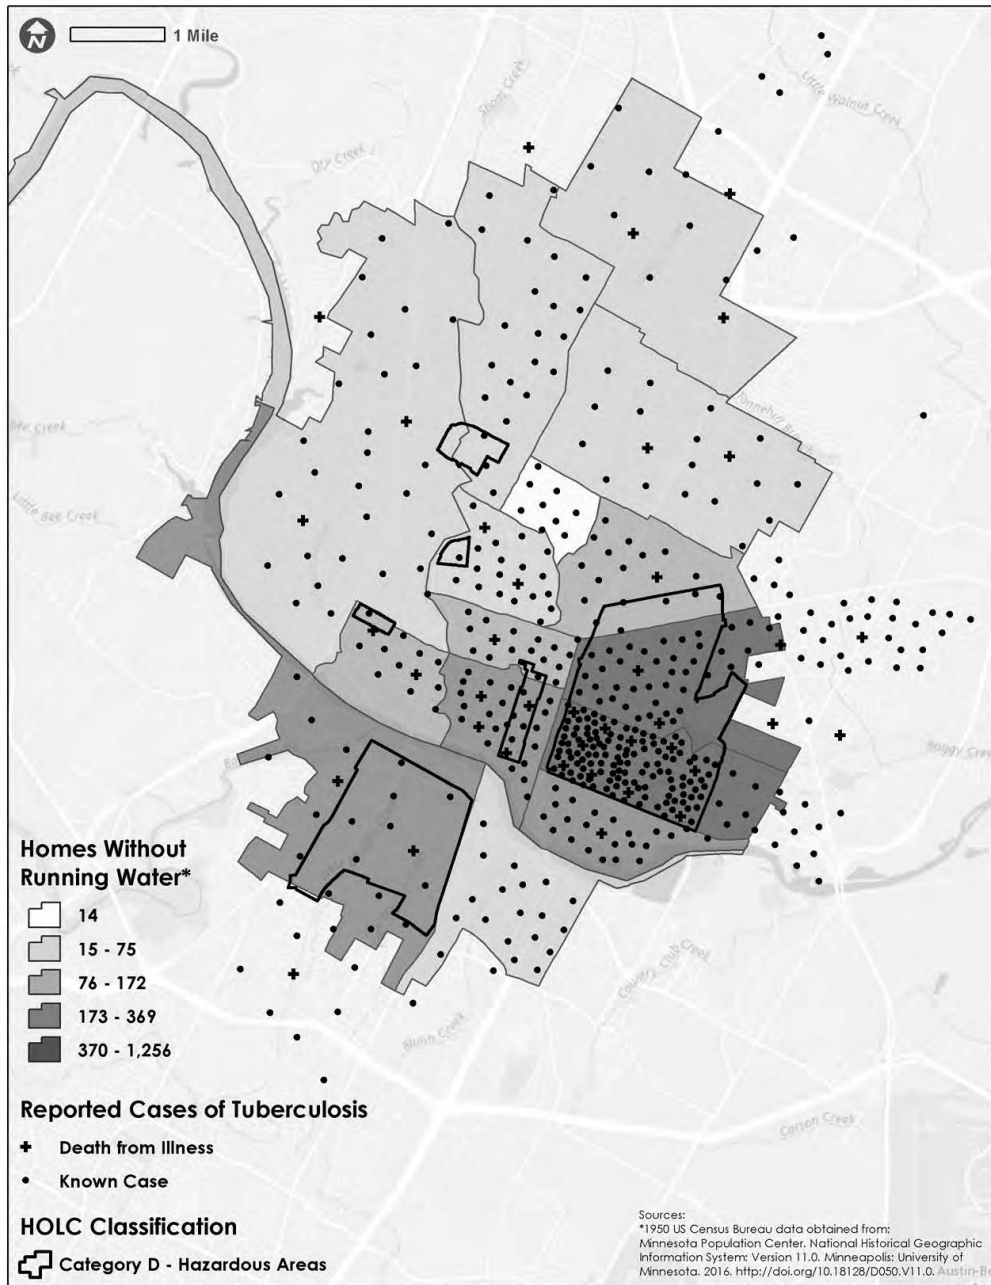 N
1 Mile
Shoal Creek
Little Walnut Creek
Dry Creek
Creek
Little Bee Creek
Boggy Creek
Country Club Creek
Blunn Creek
Carson Creek
Homes Without
Running Water*
14
15 - 75
76 - 172
173 - 369
370 - 1,256
Reported Cases of Tuberculosis
Death from Illness
Known Case
HOLC Classification
Category D - Hazardous Areas
Sources:
*1950 US Census Bureau data obtained from:
Minnesota Population Center. National Historical Geographic
Information System: Version 11.0. Minneapolis: University of
Minnesota. 2016. http://doi.org/10.18128/D050.V11.0.